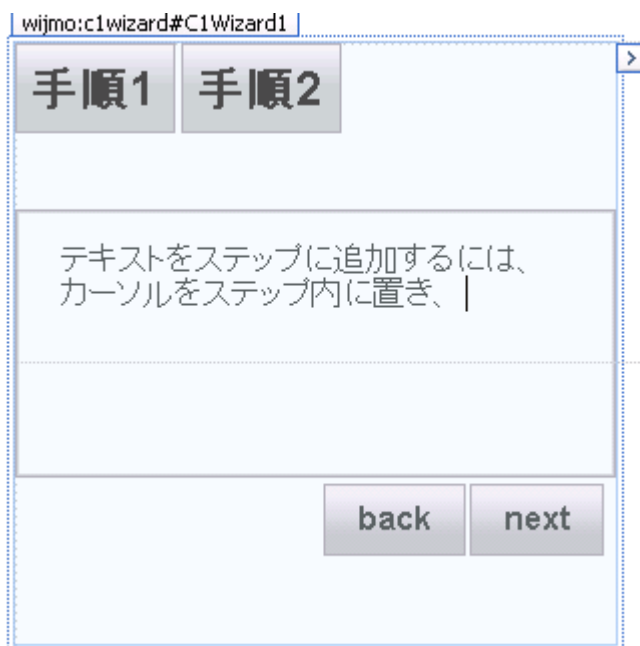 wijmo:c1wizard#C1Wizard1
手順1 手順2
テキストをステップに追加するには、
カーソルをステップ内に置き、
back next